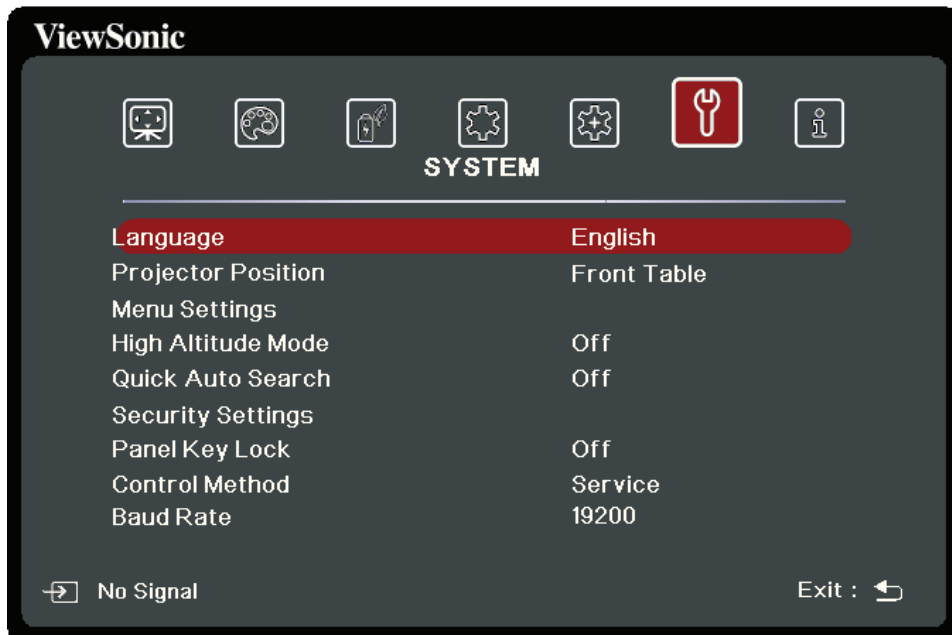 ViewSonic
SYSTEM
Language English
Projector Position Front Table
Menu Settings
High Altitude Mode Off
Quick Auto Search Off
Security Settings
Panel Key Lock Off
Control Method Service
Baud Rate 19200
No Signal Exit :